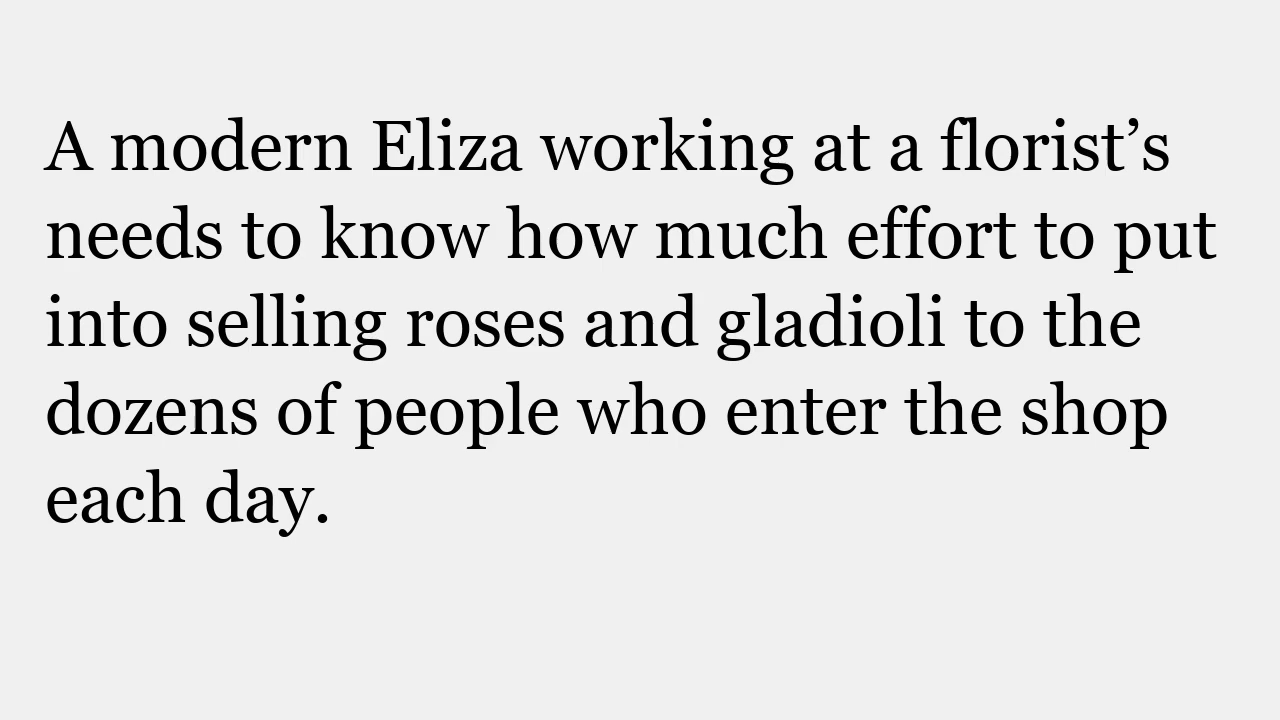 A modern Eliza working at a florist’s
needs to know how much effort to put
into selling roses and gladioli to the
dozens of people who enter the shop
each day.